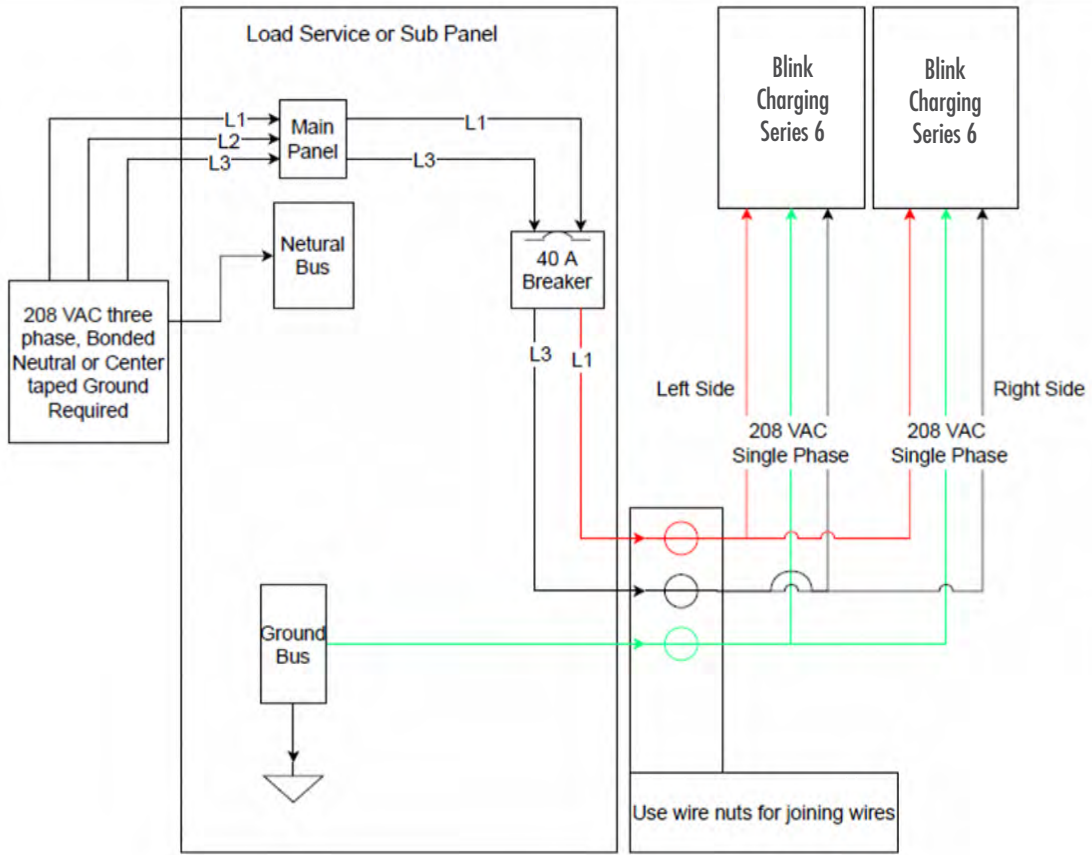 Load Service or Sub Panel
Blink
Charging
Series 6
Blink
Charging
Series 6
L1
L2
L3
Main
Panel
L1
L3
Netural
Bus
40 A
Breaker
208 VAC three
phase, Bonded
Neutral or Center
taped Ground
Required
L3
L1
Left Side
Right Side
208 VAC
Single Phase
208 VAC
Single Phase
Ground
Bus
Use wire nuts for joining wires